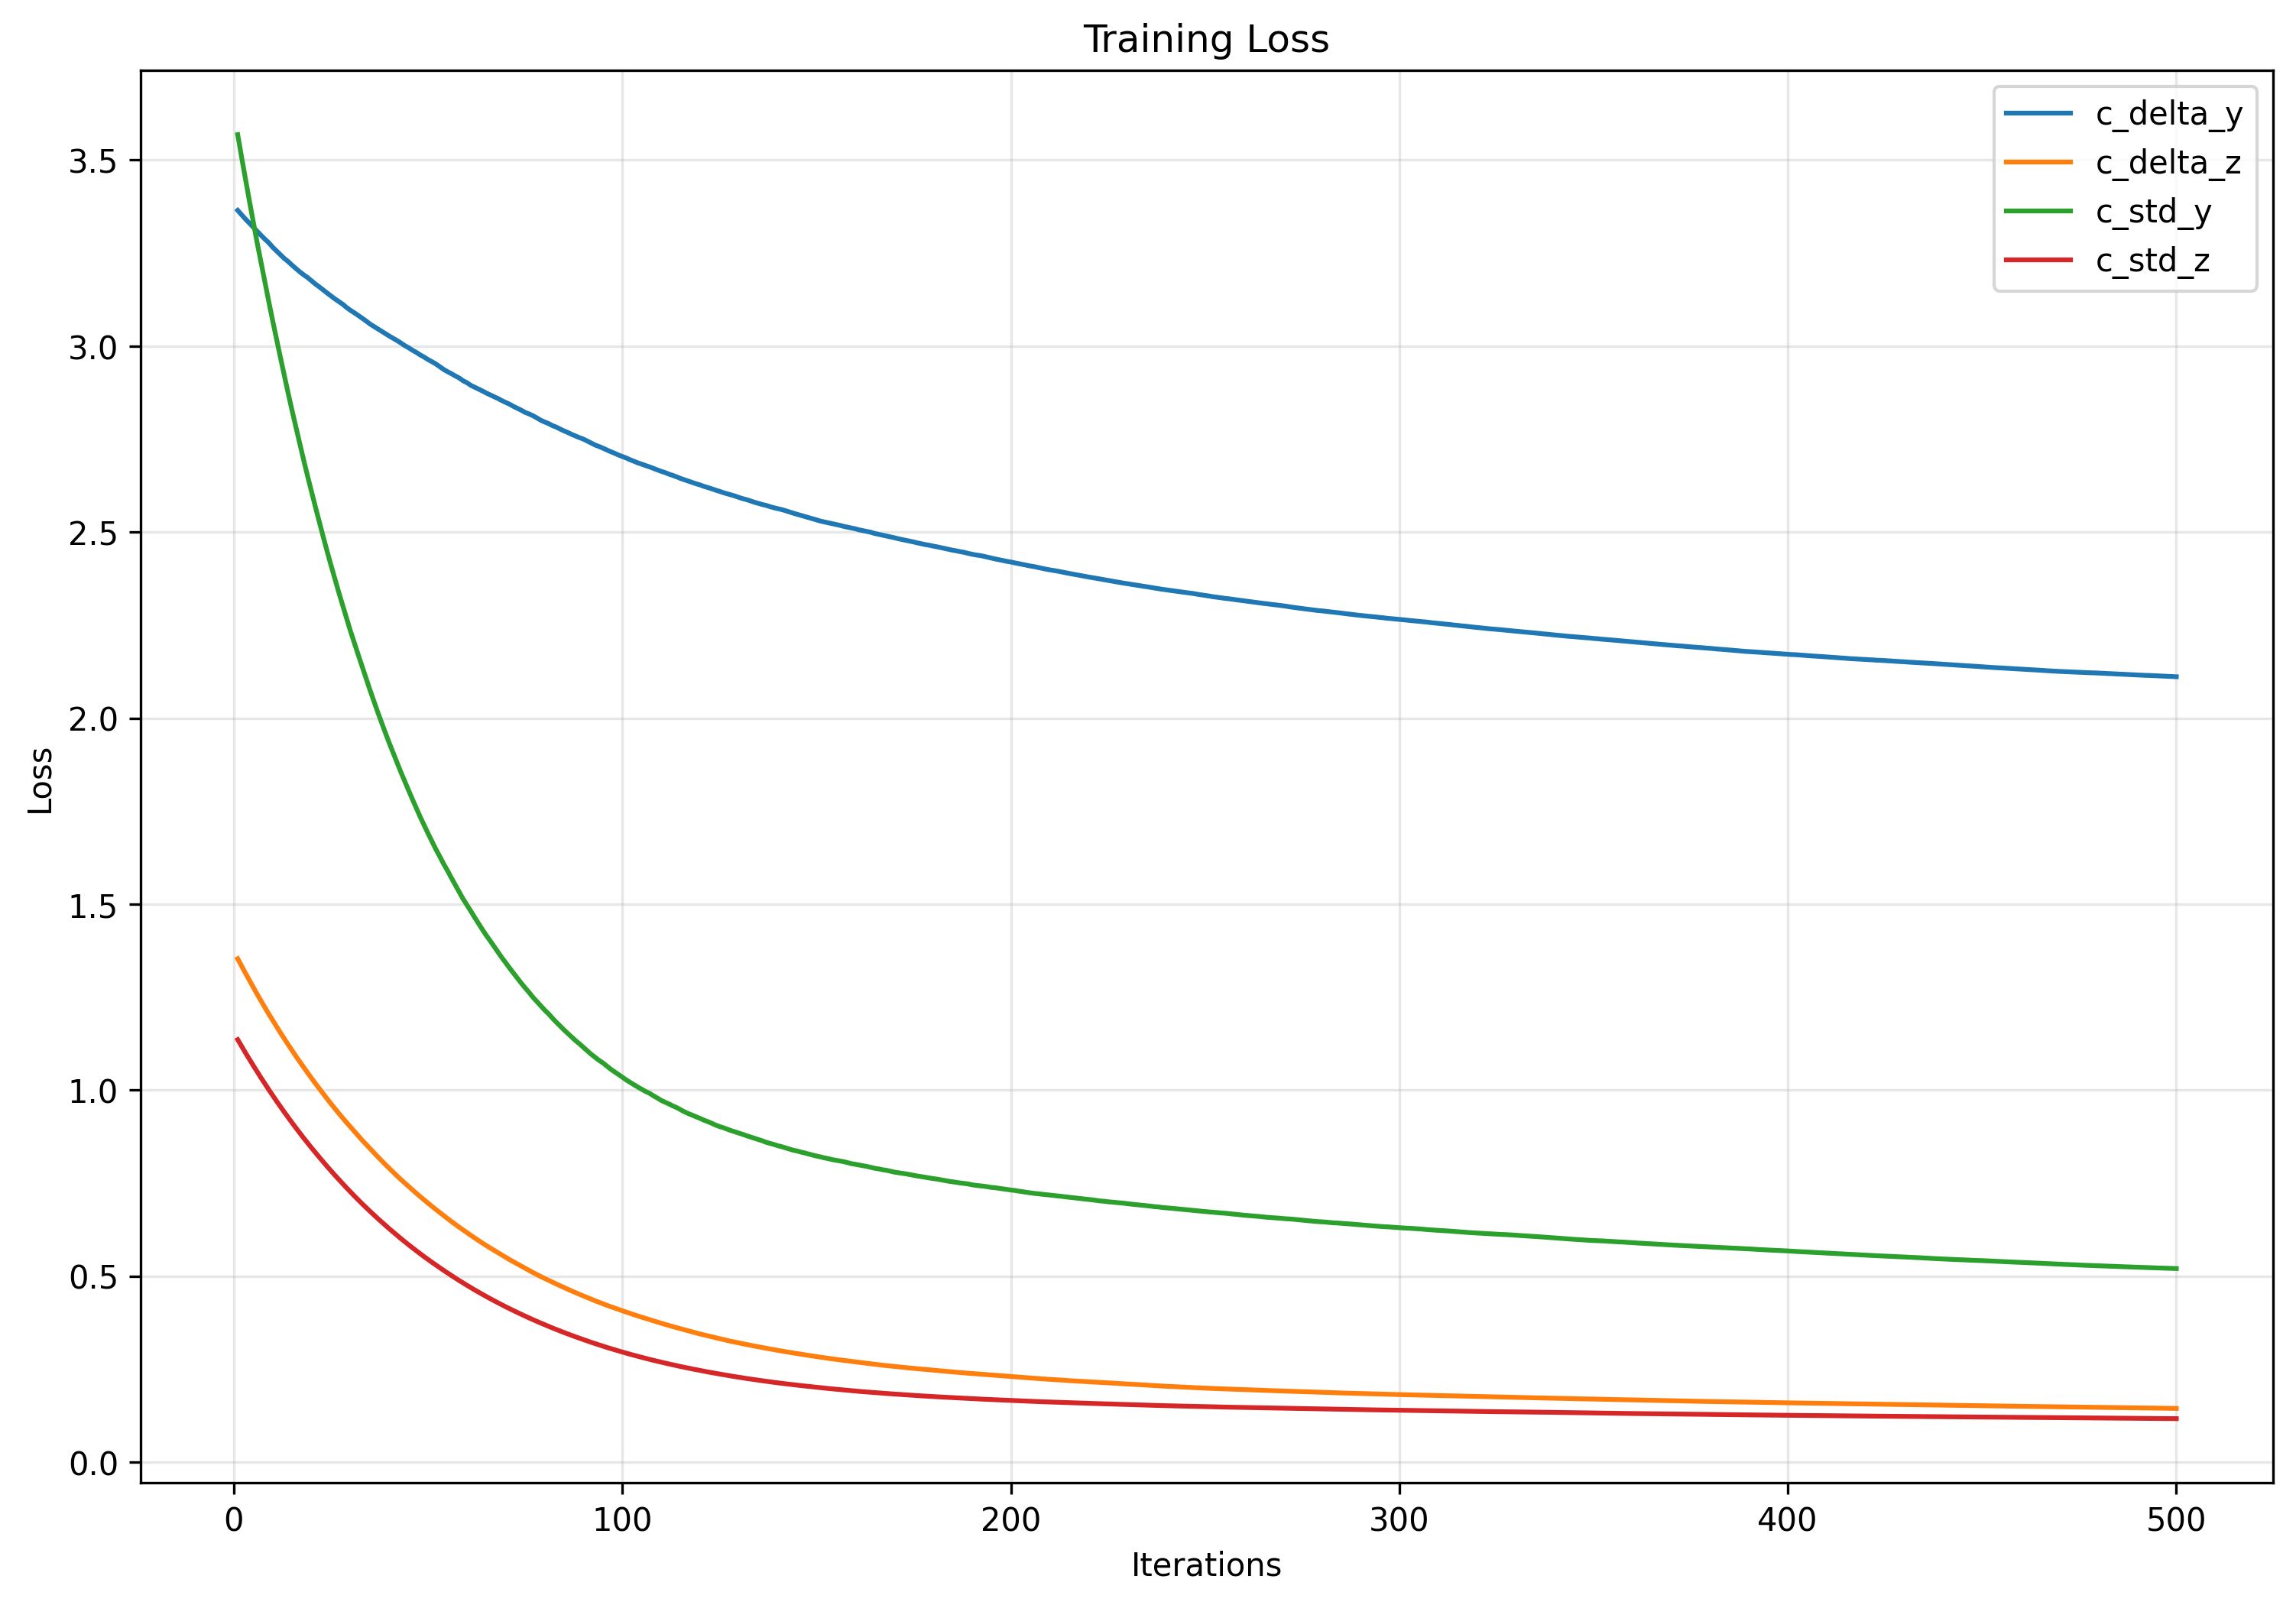 Training Loss
c_delta_y
c_delta_z
c_std_y
c_std_z
3.5
3.0
2.5
2.0
1.5
1.0
0.5
0.0
Loss
0 100 200 300 400 500
Iterations